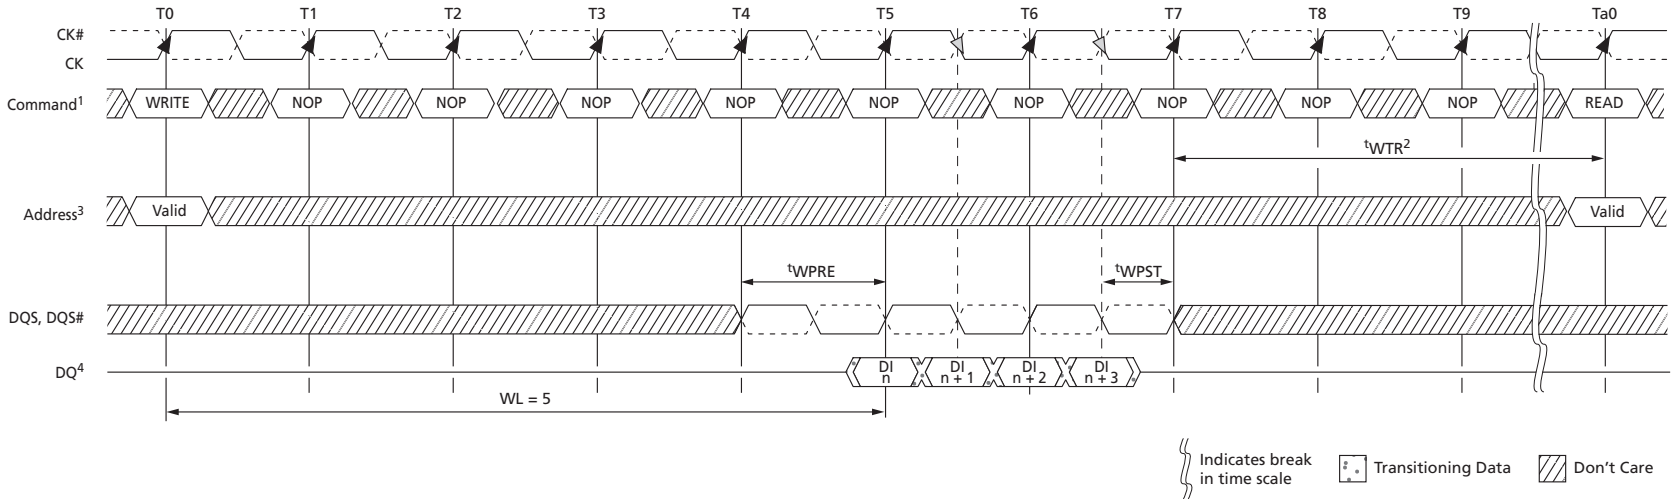 T0 T1 T2 T3 T4 T5 T6 T7 T8 T9 Ta0
CK#
CK
Command¹ WRITE NOP NOP NOP NOP NOP NOP NOP NOP NOP READ
ᵗWTR²
Address³ Valid Valid
ᵗWPRE ᵗWPST
DQS, DQS#
DQ⁴ DI n DI n + 1 DI n + 2 DI n + 3
WL = 5
Indicates break
in time scale
Transitioning Data
Don't Care